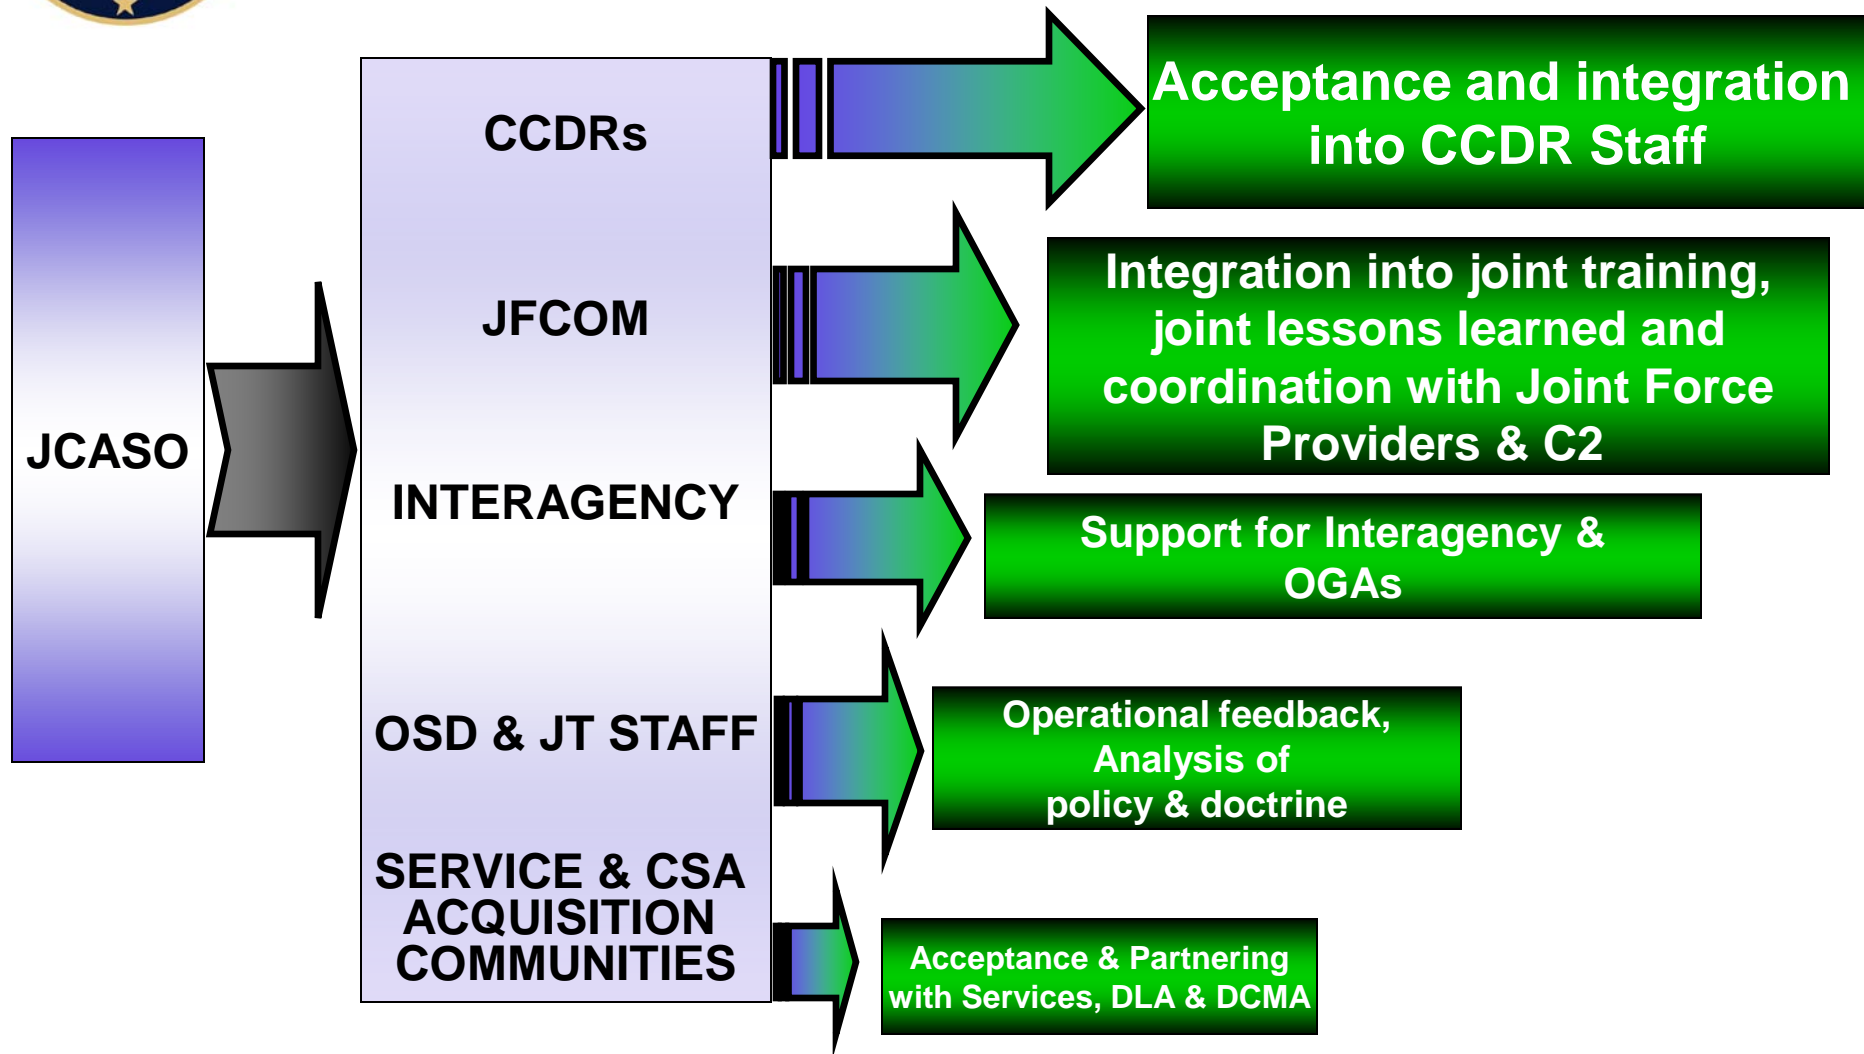 JCASO
CCDRs
JFCOM
INTERAGENCY
OSD & JT STAFF
SERVICE & CSA
ACQUISITION
COMMUNITIES
Acceptance and integration
into CCDR Staff
Integration into joint training,
joint lessons learned and
coordination with Joint Force
Providers & C2
Support for Interagency &
OGAs
Operational feedback,
Analysis of
policy & doctrine
Acceptance & Partnering
with Services, DLA & DCMA